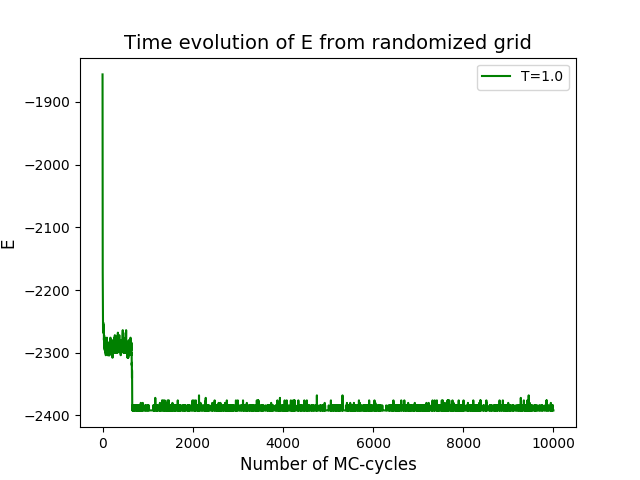 Time evolution of E from randomized grid
T=1.0
−1900
−2000
−2100
−2200
−2300
−2400
E
0 2000 4000 6000 8000 10000
Number of MC-cycles